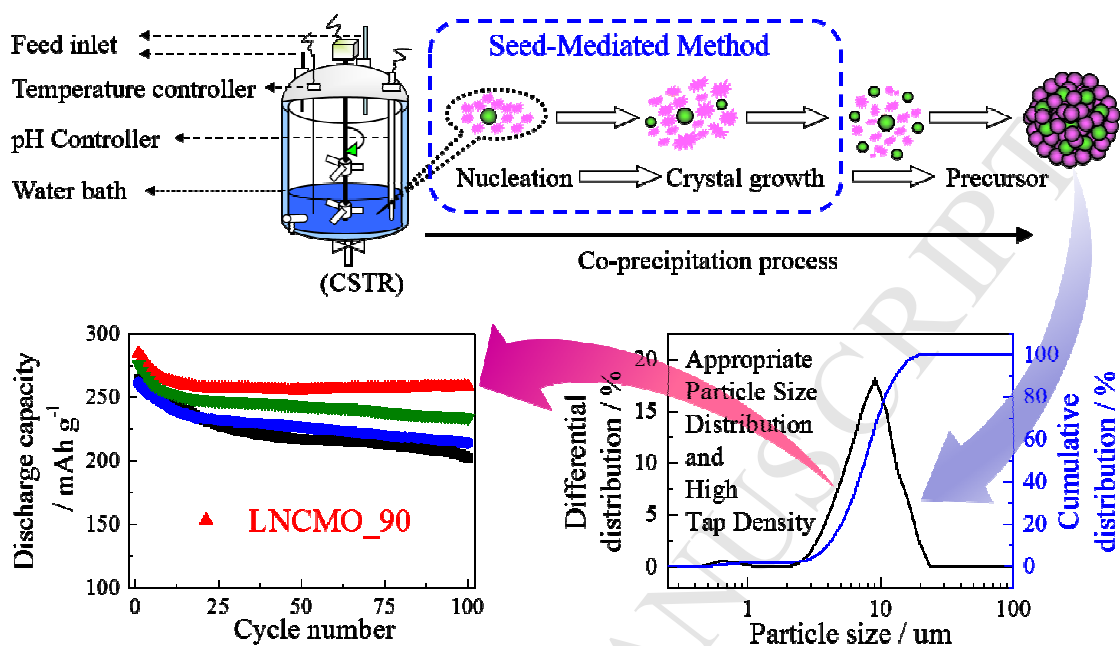 Feed inlet
Temperature controller
pH Controller
Water bath
(CSTR)
Seed-Mediated Method
Nucleation
Crystal growth
Precursor
Co-precipitation process
Discharge capacity
/ mAh g⁻¹
300
250
200
150
100
0
25
50
75
100
Cycle number
LNCMO_90
Differential
distribution / %
20
15
10
5
0
Appropriate
Particle Size
Distribution
and
High
Tap Density
1
10
100
Particle size / um
100
80
60
40
20
0
Cumulative
distribution / %
ANUSCRIPT